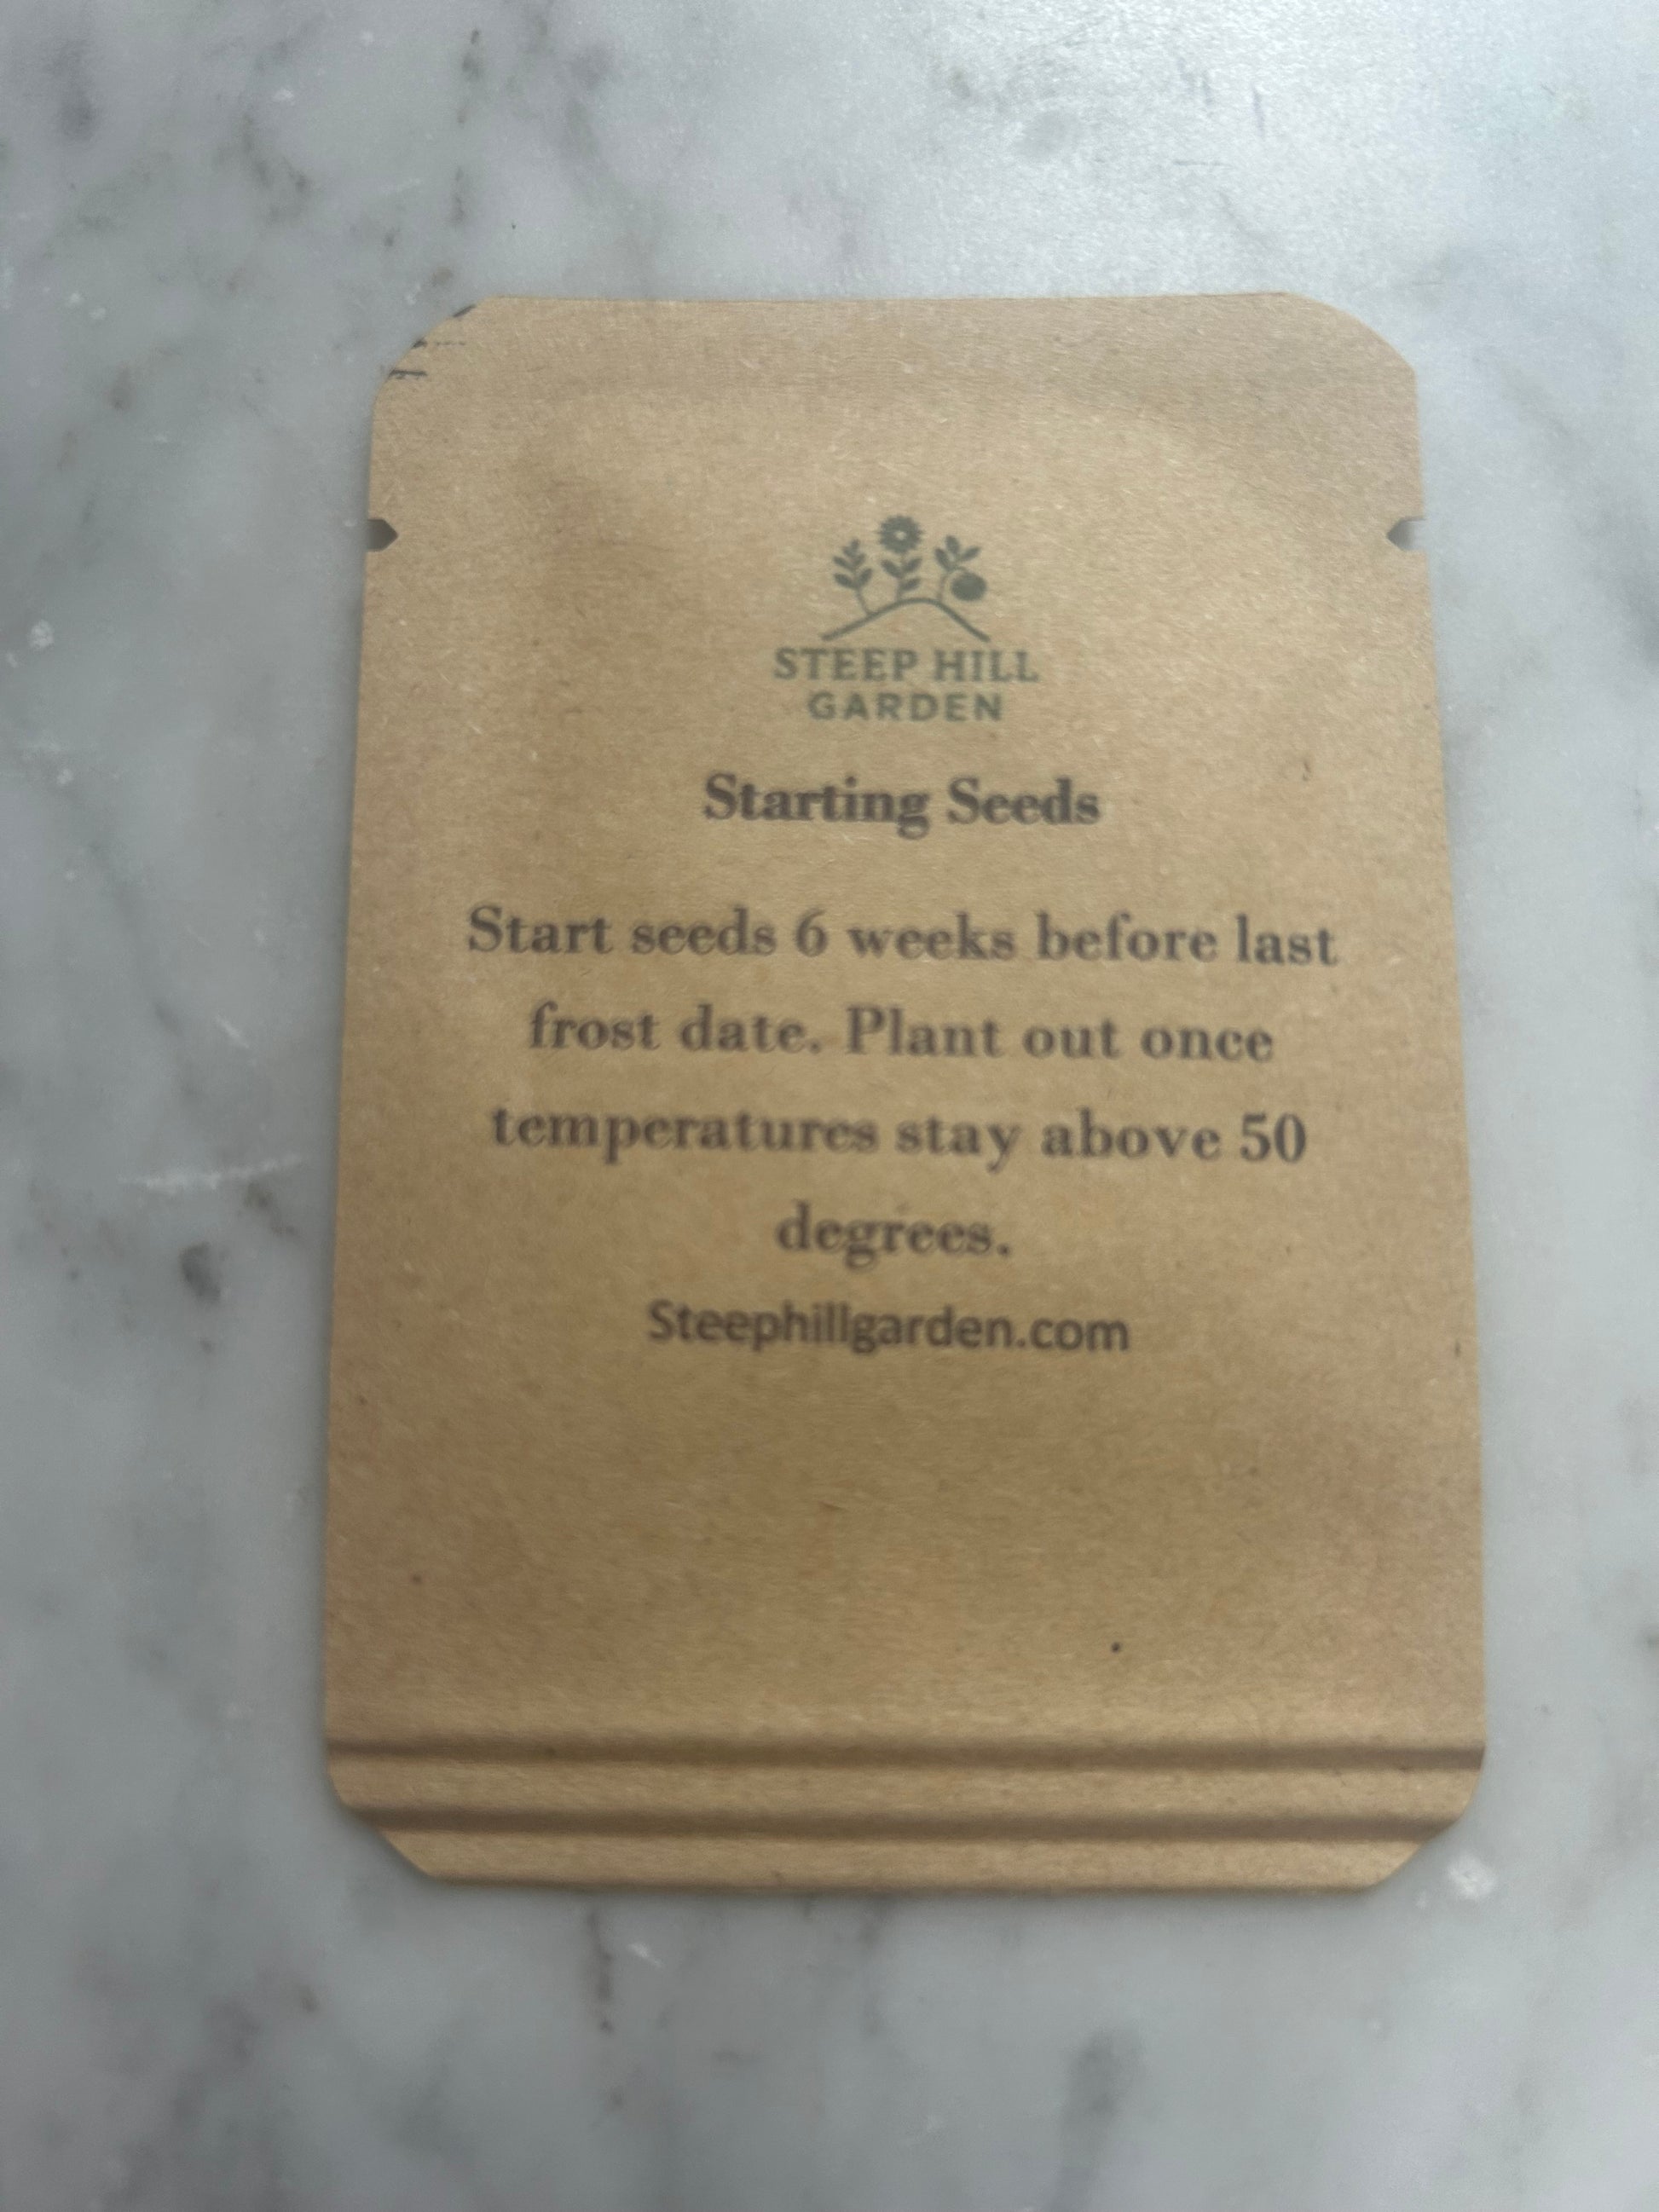 STEEP HILL
GARDEN
Starting Seeds
Start seeds 6 weeks before last
frost date. Plant out once
temperatures stay above 50
degrees.
Steephillgarden.com